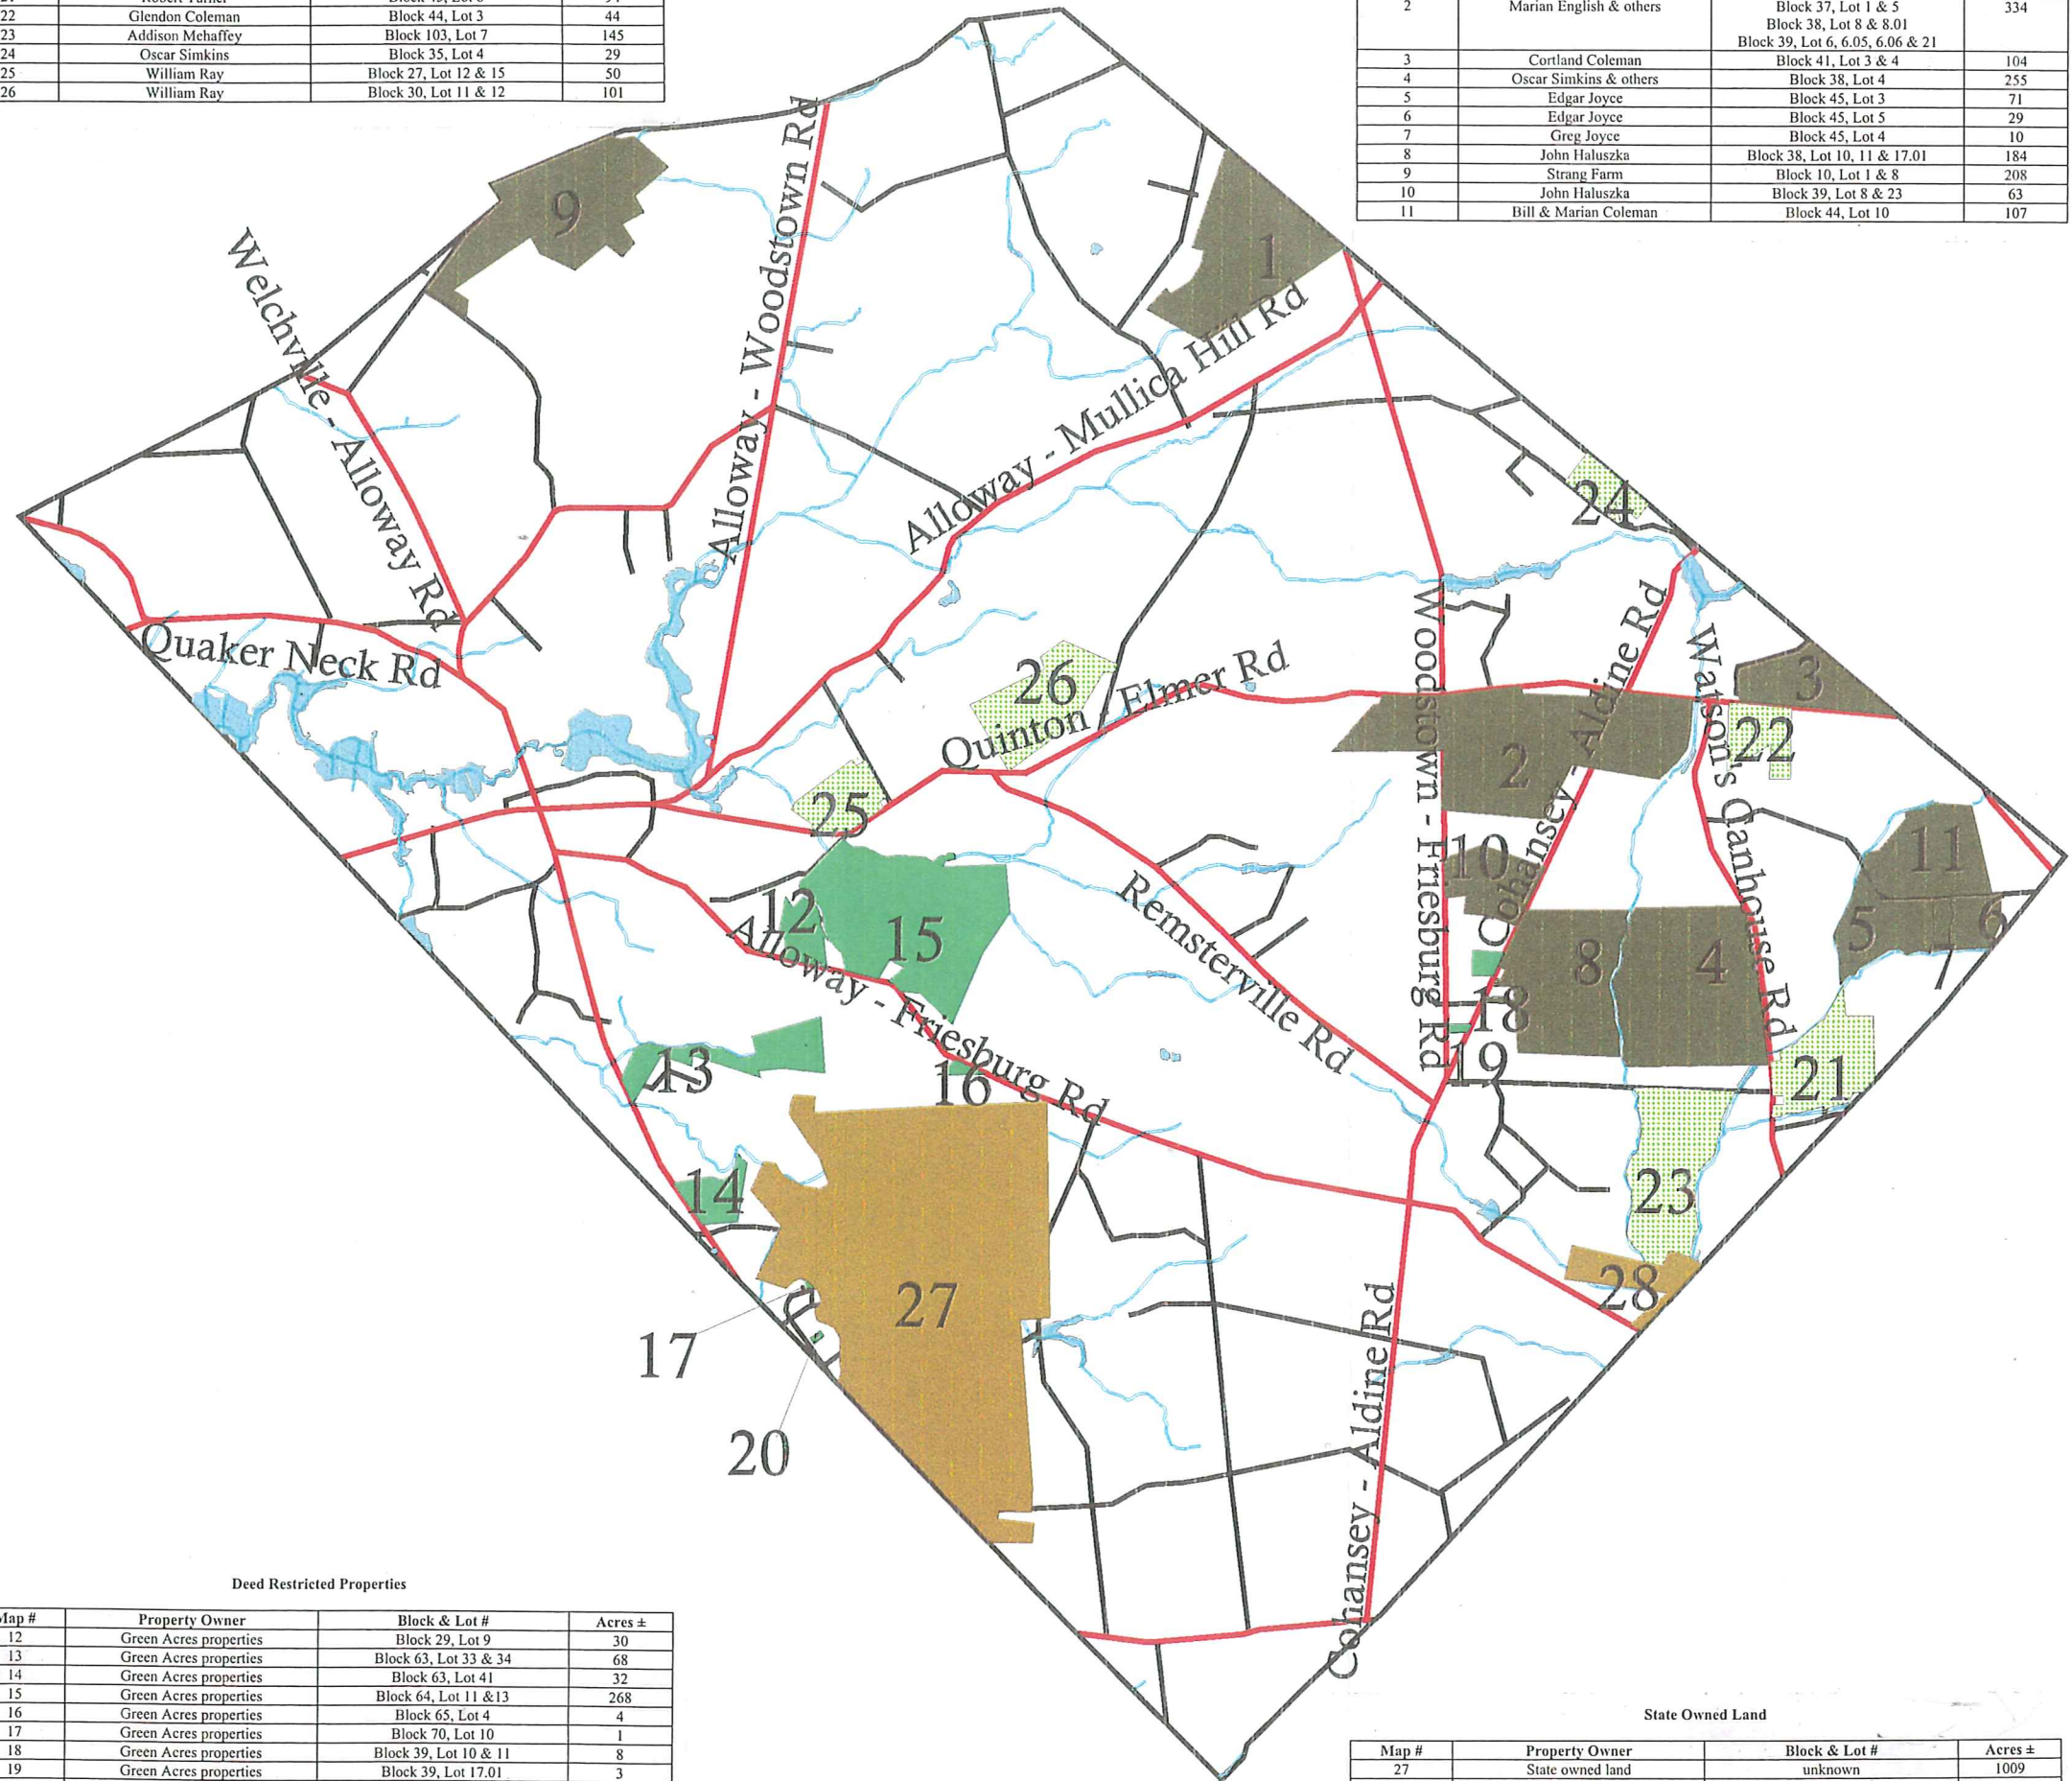 22 Glendon Coleman Block 44, Lot 3 44
23 Addison Mehaffey Block 103, Lot 7 145
24 Oscar Simkins Block 35, Lot 4 29
25 William Ray Block 27, Lot 12 & 15 50
26 William Ray Block 30, Lot 11 & 12 101
2 Marian English & others Block 37, Lot 1 & 5 334
Block 38, Lot 8 & 8.01
Block 39, Lot 6, 6.05, 6.06 & 21
3 Cortland Coleman Block 41, Lot 3 & 4 104
4 Oscar Simkins & others Block 38, Lot 4 255
5 Edgar Joyce Block 45, Lot 3 71
6 Edgar Joyce Block 45, Lot 5 29
7 Greg Joyce Block 45, Lot 4 10
8 John Haluszka Block 38, Lot 10, 11 & 17.01 184
9 Strang Farm Block 10, Lot 1 & 8 208
10 John Haluszka Block 39, Lot 8 & 23 63
11 Bill & Marian Coleman Block 44, Lot 10 107
9
1
Welchville - Alloway Rd
Alloway - Woodstown Rd
Alloway - Mullica Hill Rd
24
Quaker Neck Rd
26
Quinton - Elmer Rd
Woodstown - Friesburg Rd
Cohansey - Aldine Rd
Watson's Canhouse Rd
3
22
2
25
10
11
12
15
Remsterville Rd
8
4
5
6
7
Alloway - Friesburg Rd
18
19
13
16
21
14
23
27
28
17
20
Cohansey - Aldine Rd
Deed Restricted Properties
Map # Property Owner Block & Lot # Acres ±
12 Green Acres properties Block 29, Lot 9 30
13 Green Acres properties Block 63, Lot 33 & 34 68
14 Green Acres properties Block 63, Lot 41 32
15 Green Acres properties Block 64, Lot 11 &13 268
16 Green Acres properties Block 65, Lot 4 4
17 Green Acres properties Block 70, Lot 10 1
18 Green Acres properties Block 39, Lot 10 & 11 8
19 Green Acres properties Block 39, Lot 17.01 3
State Owned Land
Map # Property Owner Block & Lot # Acres ±
27 State owned land unknown 1009